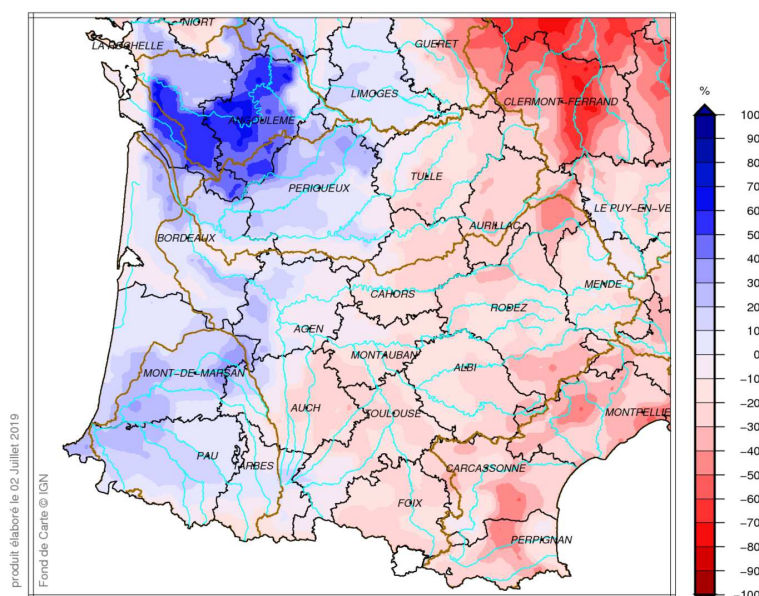 NIORT
LA ROCHELLE
GUERET
%
LIMOGES
CLERMONT-FERRAND
100
90
80
ANGOULEME
70
60
TULLE
50
PERIGUEUX
40
LE PUY-EN-VE
30
AURILLAC
BORDEAUX
20
10
MENDE
CAHORS
0
RODEZ
-10
AGEN
-20
MONTAUBAN
ALBI
-30
MONT-DE-MARSAN
AUCH
-40
TOULOUSE
MONTPELLIE
-50
PAU
TARBES
CARCASSONNE
-60
-70
FOIX
-80
PERPIGNAN
-90
-100
produit élaboré le 02 Juillet 2019
Fond de Carte © IGN